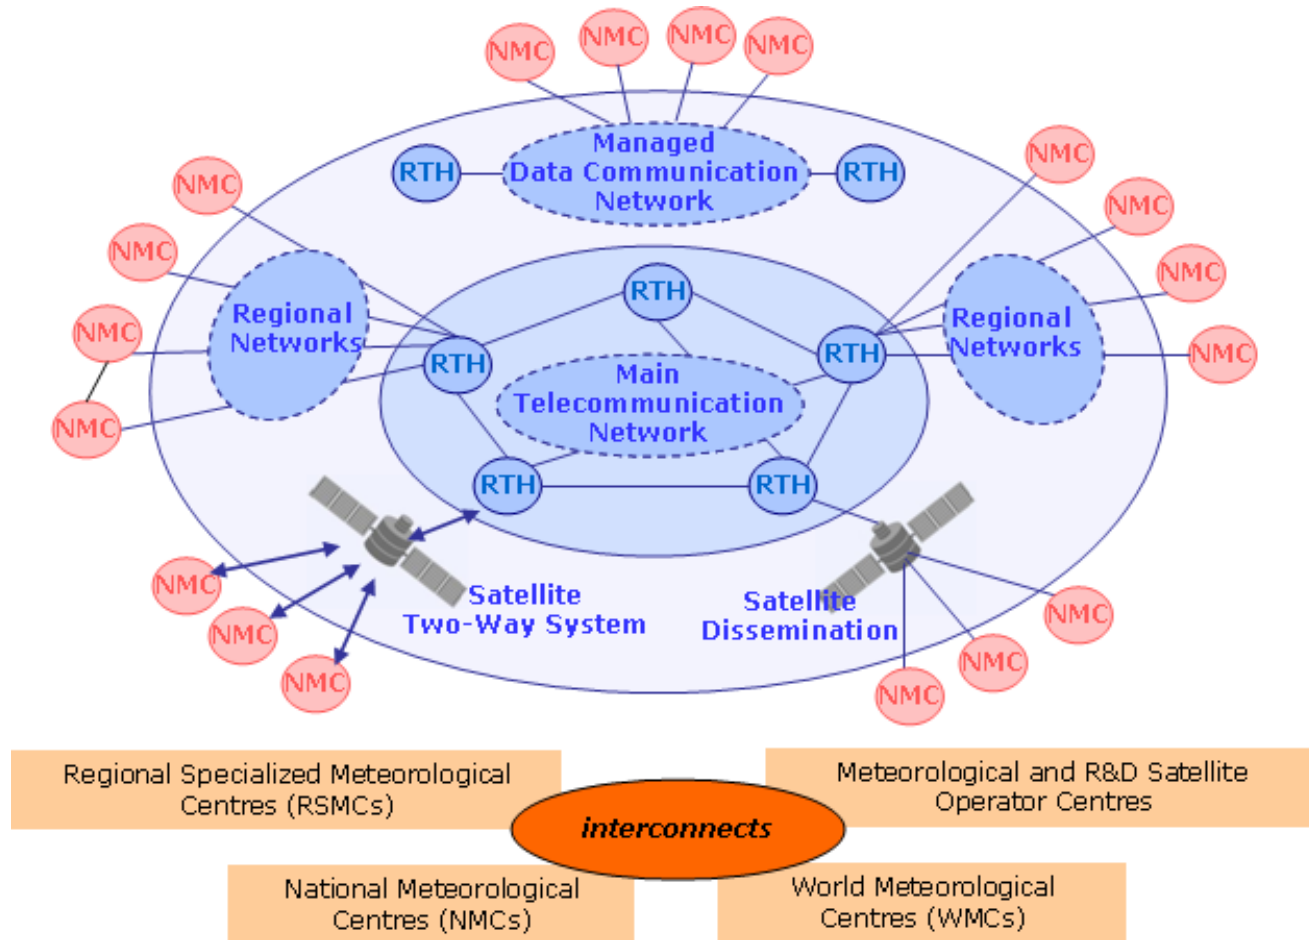 NMC
NMC
NMC
NMC
Managed
Data Communication
Network
RTH
RTH
NMC
NMC
NMC
NMC
NMC
NMC
NMC
NMC
Regional
Networks
RTH
RTH
RTH
Regional
Networks
Main
Telecommunication
Network
RTH
RTH
NMC
NMC
NMC
Satellite
Two-Way System
Satellite
Dissemination
NMC
NMC
NMC
Regional Specialized Meteorological
Centres (RSMCs)
Meteorological and R&D Satellite
Operator Centres
interconnects
National Meteorological
Centres (NMCs)
World Meteorological
Centres (WMCs)